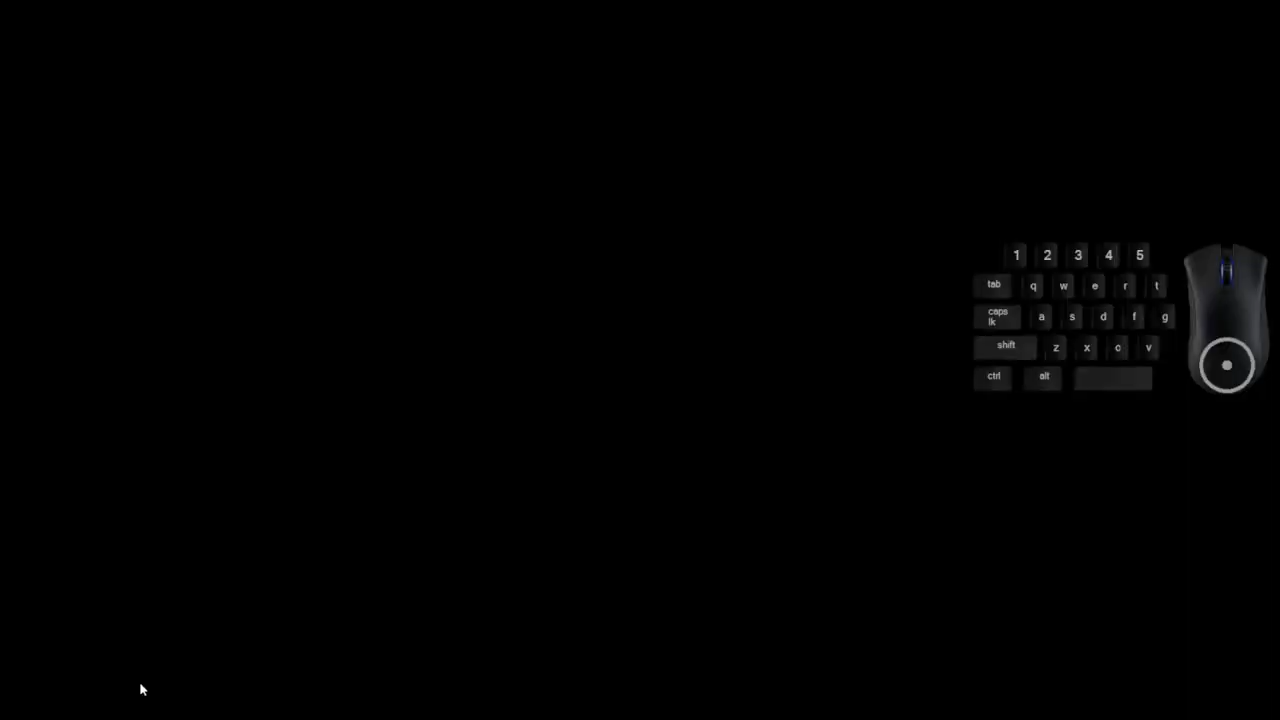 1 2 3 4 5
tab q w e r t
caps lk a s d f g
shift z x c v
ctrl alt